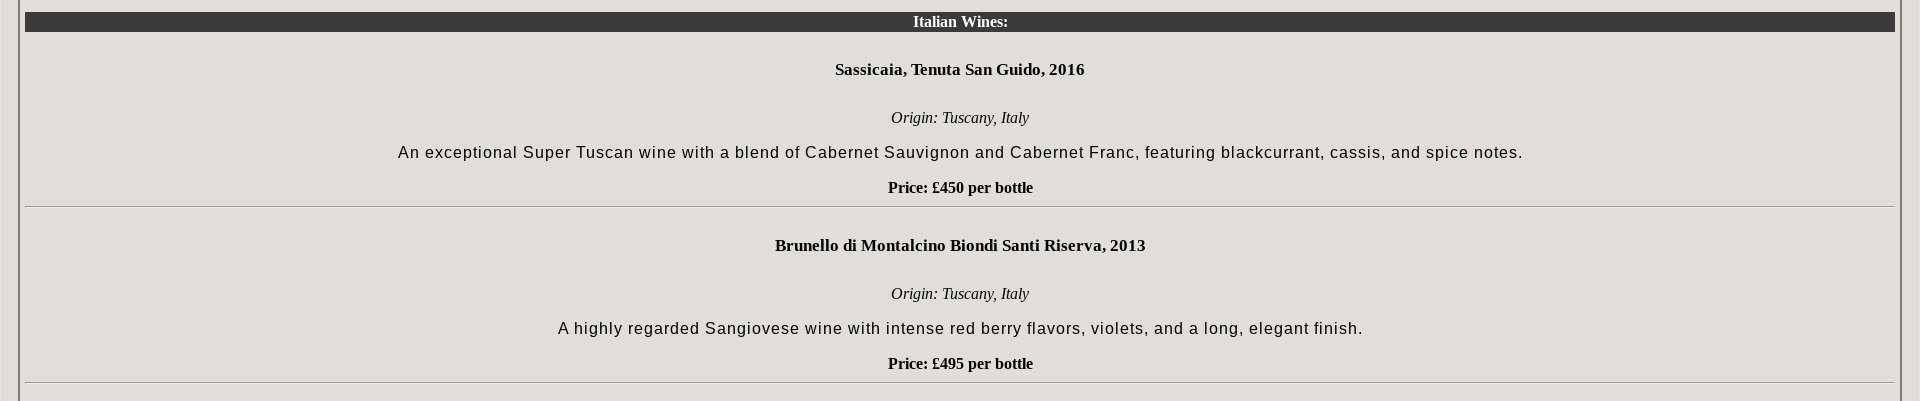 Italian Wines:
Sassicaia, Tenuta San Guido, 2016
Origin: Tuscany, Italy
An exceptional Super Tuscan wine with a blend of Cabernet Sauvignon and Cabernet Franc, featuring blackcurrant, cassis, and spice notes.
Price: £450 per bottle
Brunello di Montalcino Biondi Santi Riserva, 2013
Origin: Tuscany, Italy
A highly regarded Sangiovese wine with intense red berry flavors, violets, and a long, elegant finish.
Price: £495 per bottle